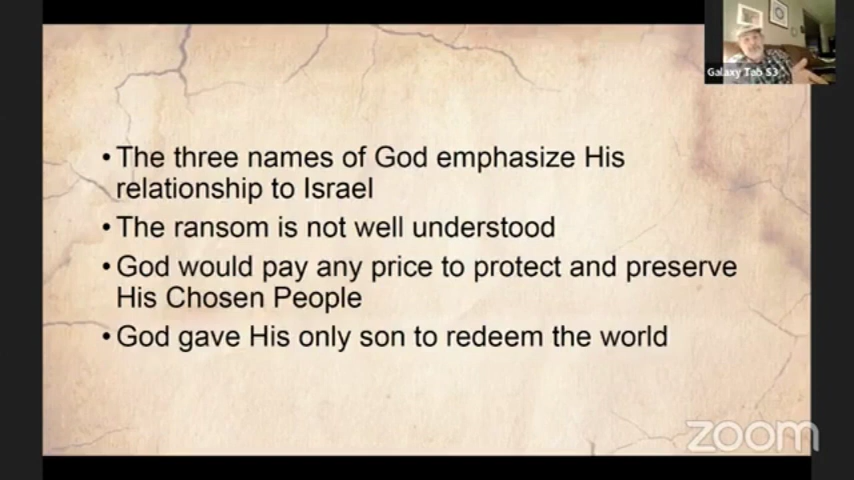 Galaxy Tab S3
• The three names of God emphasize His
relationship to Israel
• The ransom is not well understood
• God would pay any price to protect and preserve
His Chosen People
• God gave His only son to redeem the world
zoom